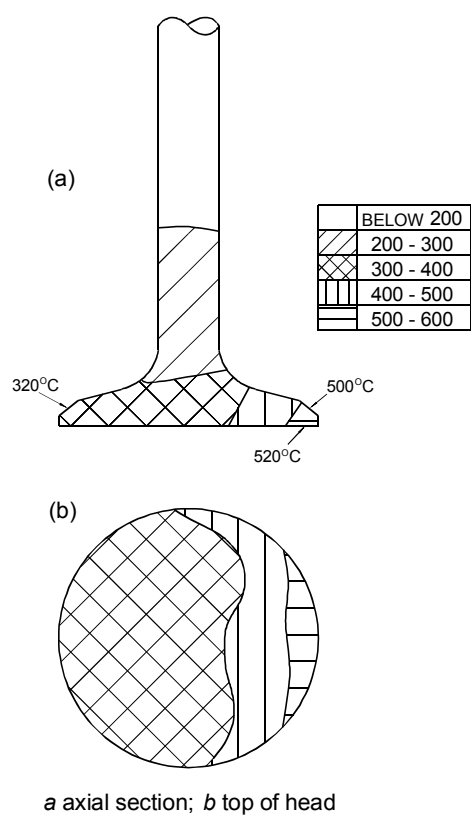 (a)
BELOW 200
200 - 300
300 - 400
400 - 500
500 - 600
320°C
500°C
520°C
(b)
a axial section; b top of head